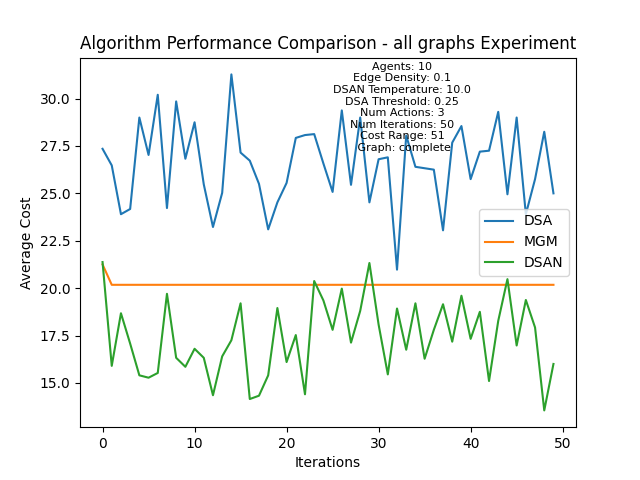 Algorithm Performance Comparison - all graphs Experiment
Agents: 10
Edge Density: 0.1
DSAN Temperature: 10.0
DSA Threshold: 0.25
Num Actions: 3
Num Iterations: 50
Cost Range: 51
Graph: complete
30.0
27.5
25.0
22.5
20.0
17.5
15.0
Average Cost
DSA
MGM
DSAN
0
10
20
30
40
50
Iterations